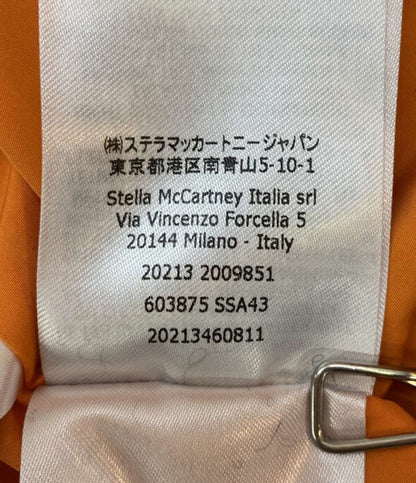 ㈱ステラマッカートニージャパン
東京都港区南青山5-10-1
Stella McCartney Italia srl
Via Vincenzo Forcella 5
20144 Milano - Italy
20213 2009851
603875 SSA43
20213460811